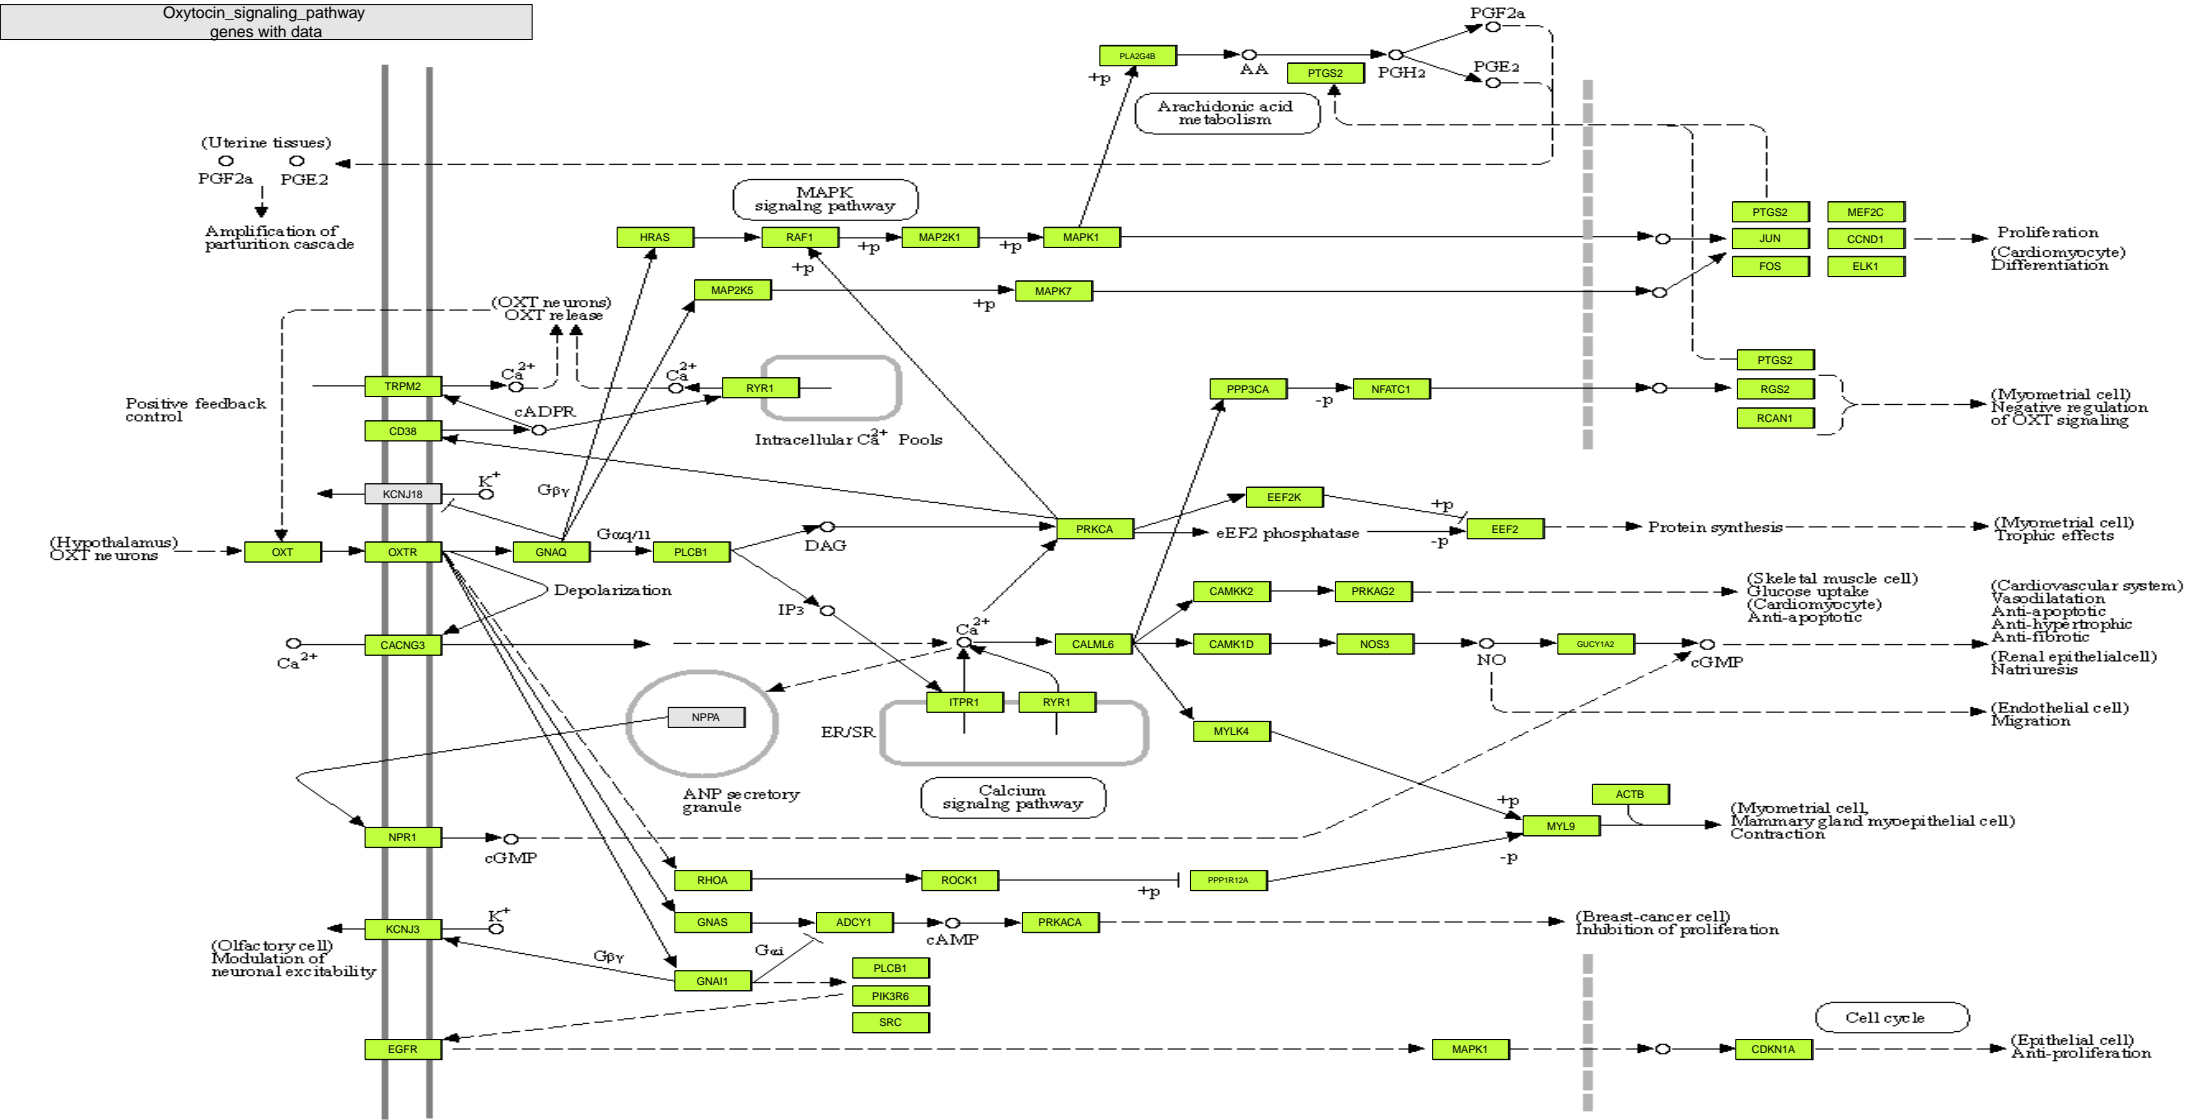 Oxytocin_signaling_pathway
genes with data
PGF2a
PLA2G4B
+p
AA
PTGS2
PGH2
PGE2
Arachidonic acid
metabolism
(Uterine tissues)
PGF2a
PGE2
Amplification of
parturition cascade
MAPK
signalng pathway
HRAS
RAF1
+p
MAP2K1
+p
MAPK1
+p
MAP2K5
+p
MAPK7
PTGS2
MEF2C
JUN
CCND1
FOS
ELK1
Proliferation
(Cardiomyocyte)
Differentiation
(OXT neurons)
OXT release
TRPM2
Ca2+
Ca2+
RYR1
cADPR
Positive feedback
control
CD38
Intracellular Ca2+ Pools
PPP3CA
-p
NFATC1
PTGS2
RGS2
RCAN1
(Myometrial cell)
Negative regulation
of OXT signaling
KCNJ18
K+
Gβγ
EEF2K
+p
PRKCA
eEF2 phosphatase
-p
EEF2
Protein synthesis
(Myometrial cell)
Trophic effects
(Hypothalamus)
OXT neurons
OXT
OXTR
GNAQ
Gαq/11
PLCB1
DAG
Depolarization
IP3
CAMKK2
PRKAG2
(Skeletal muscle cell)
Glucose uptake
(Cardiomyocyte)
Anti-apoptotic
(Cardiovascular system)
Vasodilatation
Anti-apoptotic
Anti-hypertrophic
Anti-fibrotic
(Renal epithelialcell)
Natriuresis
Ca2+
CACNG3
Ca2+
CALML6
CAMK1D
NOS3
NO
GUCY1A2
cGMP
ITPR1
RYR1
NPPA
ER/SR
MYLK4
(Endothelial cell)
Migration
ANP secretory
granule
Calcium
signalng pathway
+p
ACTB
MYL9
-p
(Myometrial cell,
Mammary gland myoepithelial cell)
Contraction
NPR1
cGMP
RHOA
ROCK1
+p
PPP1R12A
GNAS
ADCY1
cAMP
PRKACA
(Breast-cancer cell)
Inhibition of proliferation
KCNJ3
K+
(Olfactory cell)
Modulation of
neuronal excitability
Gβγ
Gαi
GNAI1
PLCB1
PIK3R6
SRC
Cell cycle
EGFR
MAPK1
CDKN1A
(Epithelial cell)
Anti-proliferation